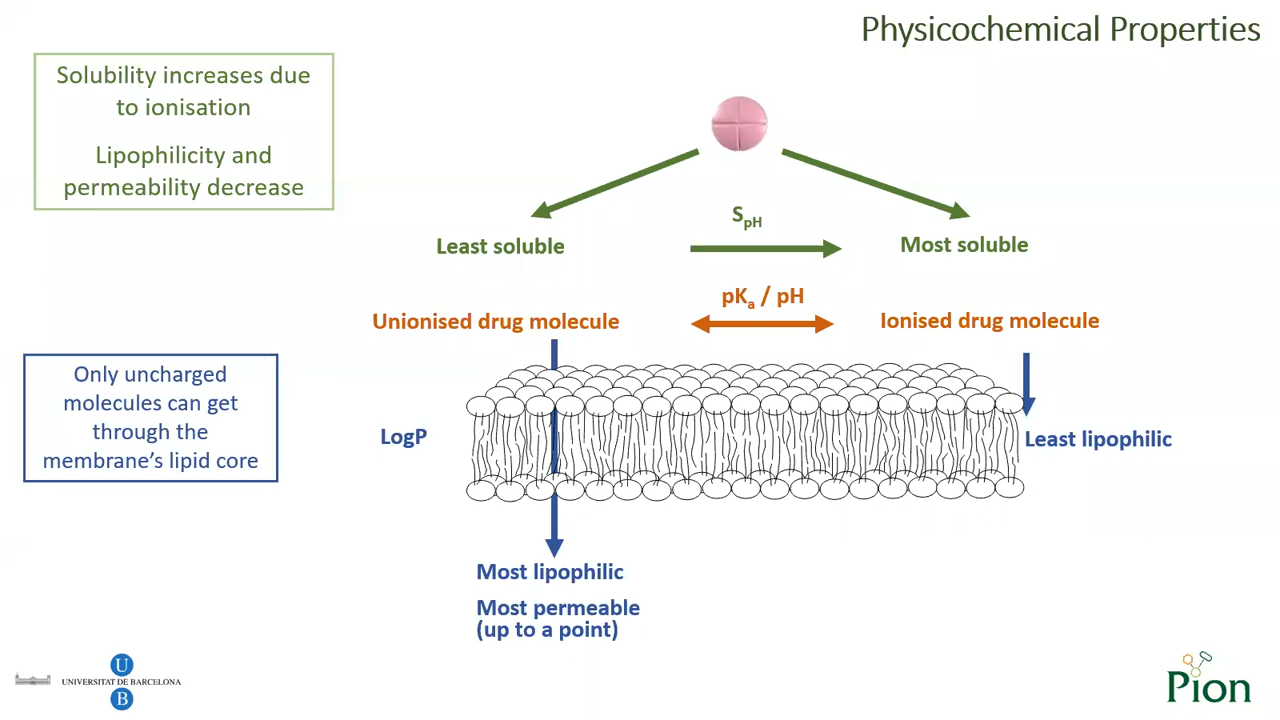 Physicochemical Properties
Solubility increases due
to ionisation
Lipophilicity and
permeability decrease
SpH
Least soluble
Most soluble
pKa / pH
Unionised drug molecule
Ionised drug molecule
Only uncharged
molecules can get
through the
membrane’s lipid core
LogP
Least lipophilic
Most lipophilic
Most permeable
(up to a point)
U
UNIVERSITAT DE BARCELONA
B
Pion